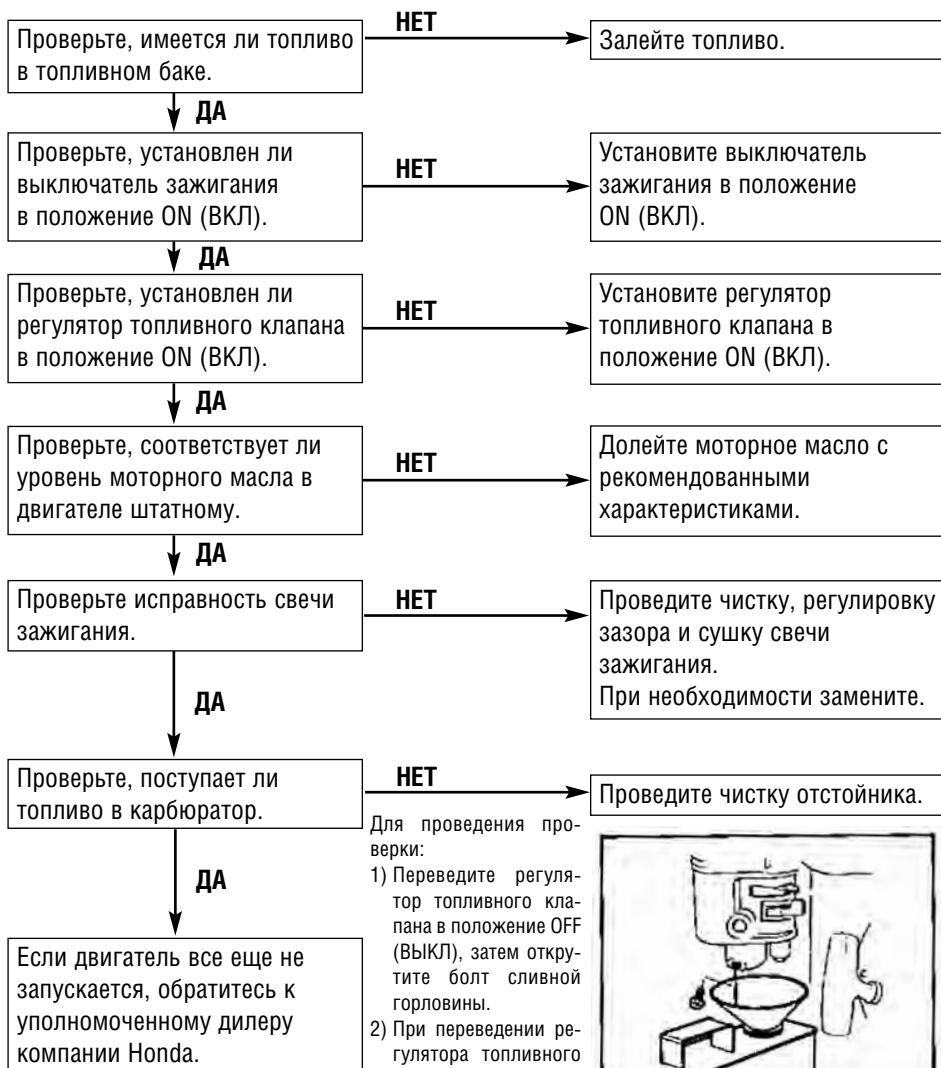 Проверьте, имеется ли топливо
в топливном баке.
НЕТ
Залейте топливо.
ДА
Проверьте, установлен ли
выключатель зажигания
в положение ON (ВКЛ).
НЕТ
Установите выключатель
зажигания в положение
ON (ВКЛ).
ДА
Проверьте, установлен ли
регулятор топливного клапана
в положение ON (ВКЛ).
НЕТ
Установите регулятор
топливного клапана в
положение ON (ВКЛ).
ДА
Проверьте, соответствует ли
уровень моторного масла в
двигателе штатному.
НЕТ
Долейте моторное масло с
рекомендованными
характеристиками.
ДА
Проверьте исправность свечи
зажигания.
НЕТ
Проведите чистку, регулировку
зазора и сушку свечи
зажигания.
При необходимости замените.
ДА
Проверьте, поступает ли
топливо в карбюратор.
НЕТ
Проведите чистку отстойника.
Для проведения про-
верки:
1) Переведите регуля-
тор топливного кла-
пана в положение OFF
(ВЫКЛ), затем откру-
тите болт сливной
горловины.
2) При переведении ре-
гулятора топливного
ДА
Если двигатель все еще не
запускается, обратитесь к
уполномоченному дилеру
компании Honda.